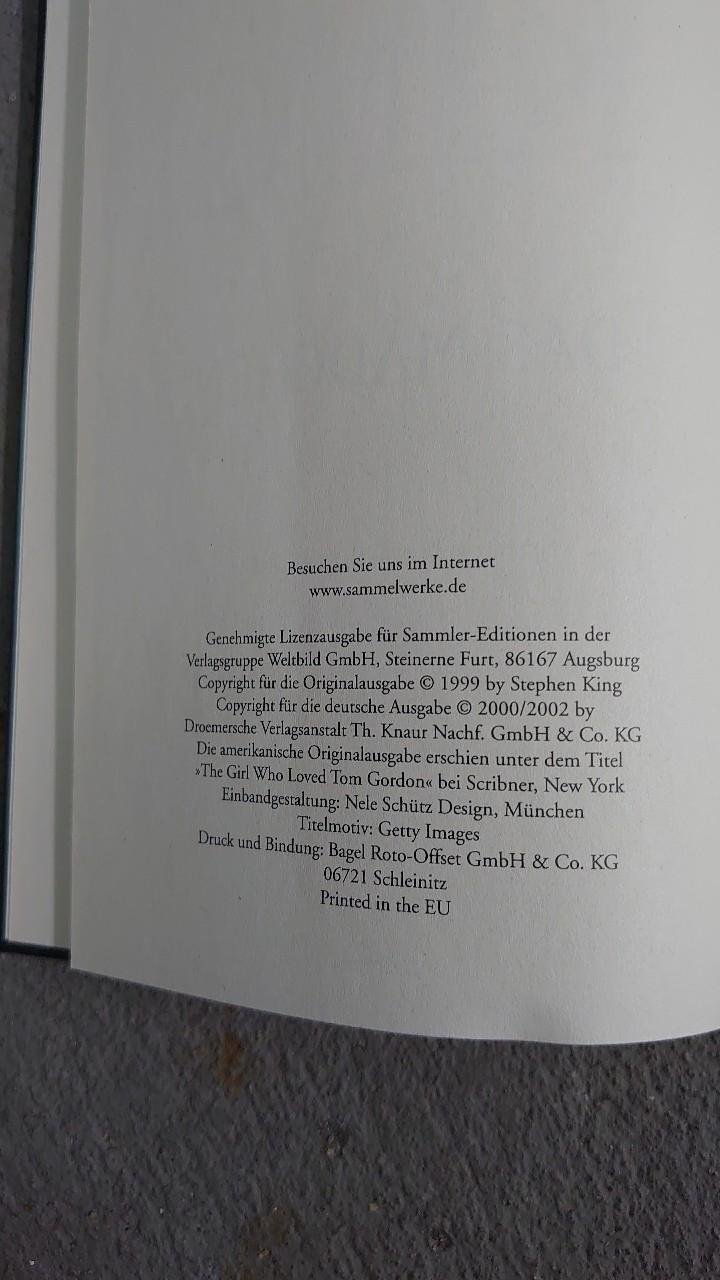 Besuchen Sie uns im Internet
www.sammelwerke.de
Genehmigte Lizenzausgabe für Sammler-Editionen in der
Verlagsgruppe Weltbild GmbH, Steinerne Furt, 86167 Augsburg
Copyright für die Originalausgabe © 1999 by Stephen King
Copyright für die deutsche Ausgabe © 2000/2002 by
Droemersche Verlagsanstalt Th. Knaur Nachf. GmbH & Co. KG
Die amerikanische Originalausgabe erschien unter dem Titel
»The Girl Who Loved Tom Gordon« bei Scribner, New York
Einbandgestaltung: Nele Schütz Design, München
Titelmotiv: Getty Images
Druck und Bindung: Bagel Roto-Offset GmbH & Co. KG
06721 Schleinitz
Printed in the EU